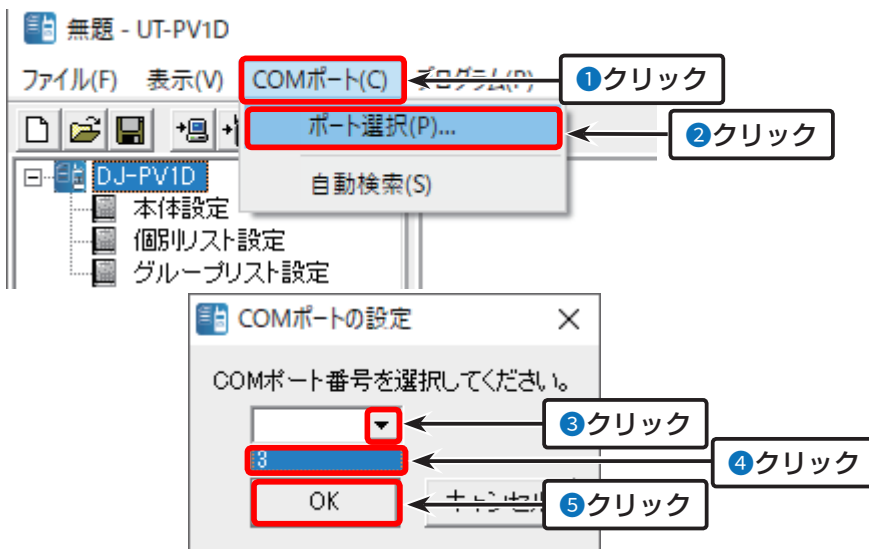 無題 - UT-PV1D
ファイル(F) 表示(V) COMポート(C) プログラム(P)
❶クリック
ポート選択(P)...
❷クリック
自動検索(S)
DJ-PV1D
本体設定
個別リスト設定
グループリスト設定
COMポートの設定
COMポート番号を選択してください。
❸クリック
3
❹クリック
OK キャンセル
❺クリック